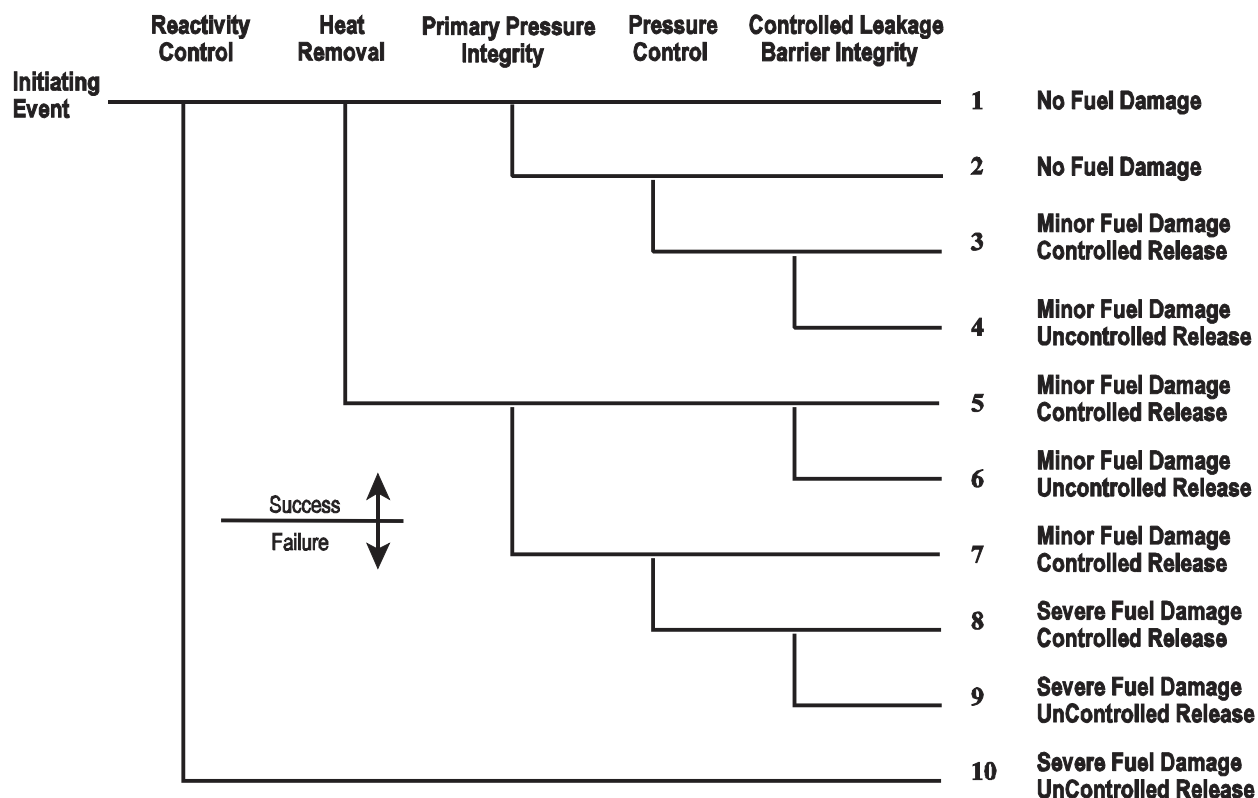 Reactivity
Control
Heat
Removal
Primary Pressure
Integrity
Pressure
Control
Controlled Leakage
Barrier Integrity
Initiating
Event
1 No Fuel Damage
2 No Fuel Damage
3 Minor Fuel Damage
Controlled Release
4 Minor Fuel Damage
Uncontrolled Release
5 Minor Fuel Damage
Controlled Release
6 Minor Fuel Damage
Uncontrolled Release
Success
Failure
7 Minor Fuel Damage
Controlled Release
8 Severe Fuel Damage
Controlled Release
9 Severe Fuel Damage
UnControlled Release
10 Severe Fuel Damage
UnControlled Release